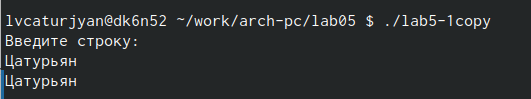 lvcaturjyan@dk6n52 ~/work/arch-pc/lab05 $ ./lab5-1copy
Введите строку:
Цатурьян
Цатурьян